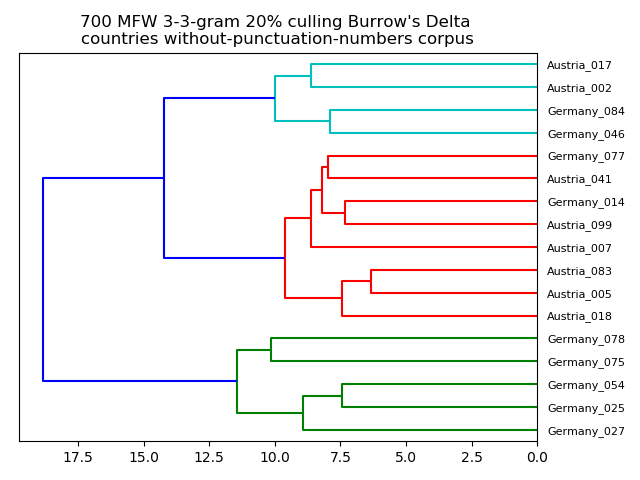 700 MFW 3-3-gram 20% culling Burrow's Delta
countries without-punctuation-numbers corpus
Austria_017
Austria_002
Germany_084
Germany_046
Germany_077
Austria_041
Germany_014
Austria_099
Austria_007
Austria_083
Austria_005
Austria_018
Germany_078
Germany_075
Germany_054
Germany_025
Germany_027
17.5 15.0 12.5 10.0 7.5 5.0 2.5 0.0